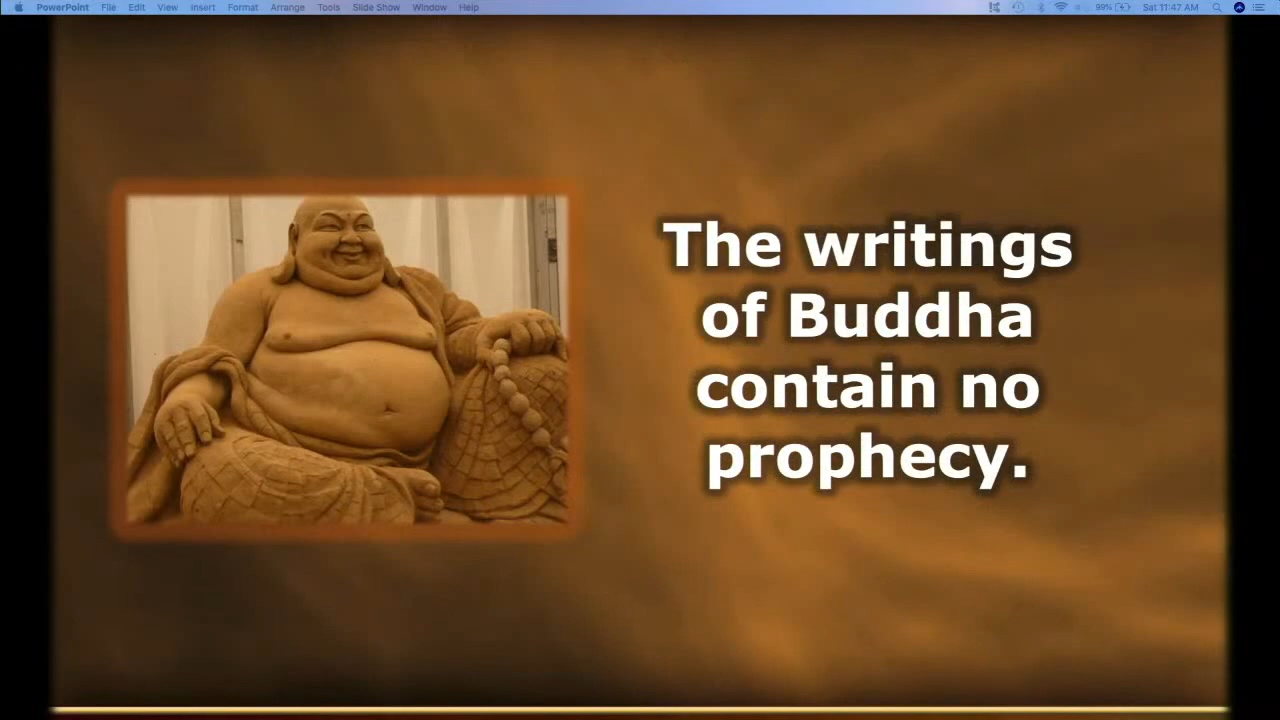 PowerPoint File Edit View Insert Format Arrange Tools Slide Show Window Help 99% Sat 11:47 AM
The writings
of Buddha
contain no
prophecy.